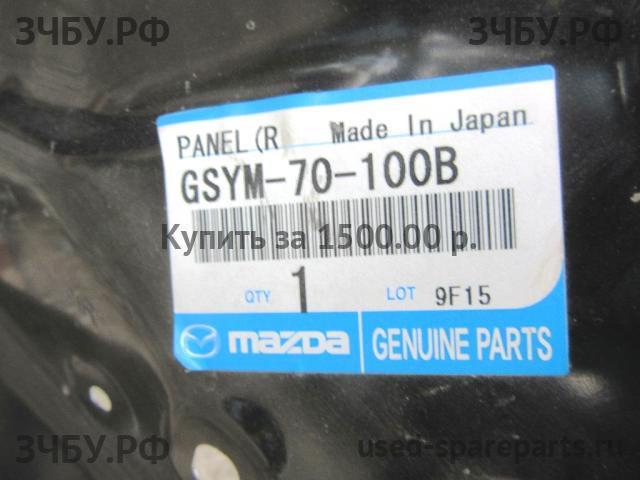 ЗЧБУ.РФ ЗЧБУ.РФ
PANEL(R Made In Japan
GSYM-70-100B
Купить за 1500.00 р.
QTY 1 LOT 9F15
mazda GENUINE PARTS
ЗЧБУ.РФ used-spareparts.ru